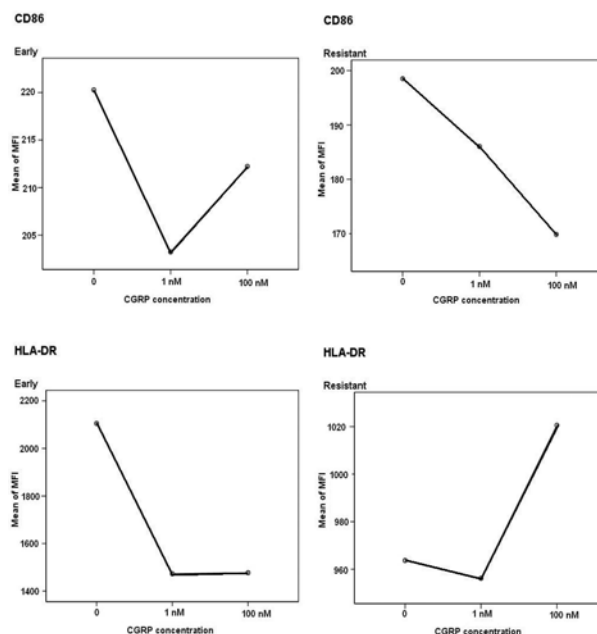 CD86
Early
220
215
210
205
Mean of MFI
0
1 nM
100 nM
CGRP concentration
CD86
Resistant
200
190
180
170
Mean of MFI
0
1 nM
100 nM
CGRP concentration
HLA-DR
Early
2200
2000
1800
1600
1400
Mean of MFI
0
1 nM
100 nM
CGRP concentration
HLA-DR
Resistant
1020
1000
980
960
Mean of MFI
0
1 nM
100 nM
CGRP concentration